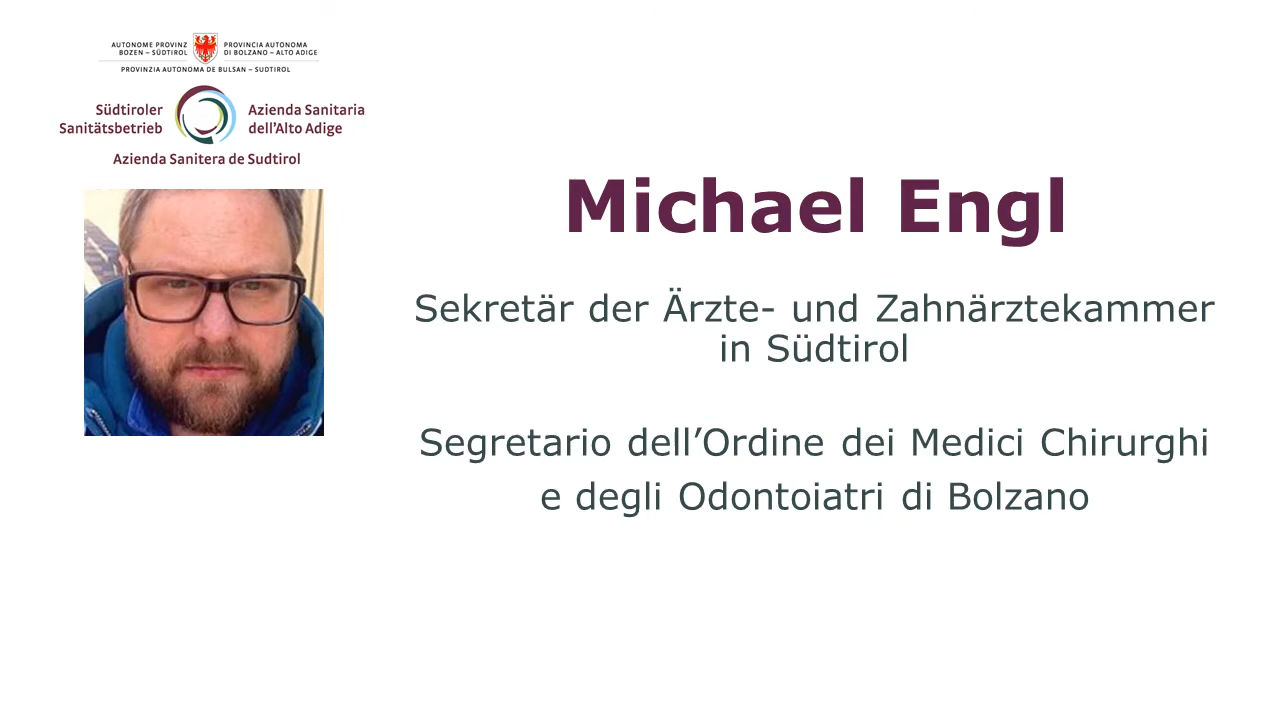 AUTONOME PROVINZ
BOZEN – SÜDTIROL
PROVINCIA AUTONOMA
DI BOLZANO – ALTO ADIGE
PROVINZIA AUTONOMA DE BULSAN – SUDTIROL
Südtiroler
Sanitätsbetrieb
Azienda Sanitaria
dell'Alto Adige
Azienda Sanitera de Sudtirol
Michael Engl
Sekretär der Ärzte- und Zahnärztekammer
in Südtirol
Segretario dell’Ordine dei Medici Chirurghi
e degli Odontoiatri di Bolzano